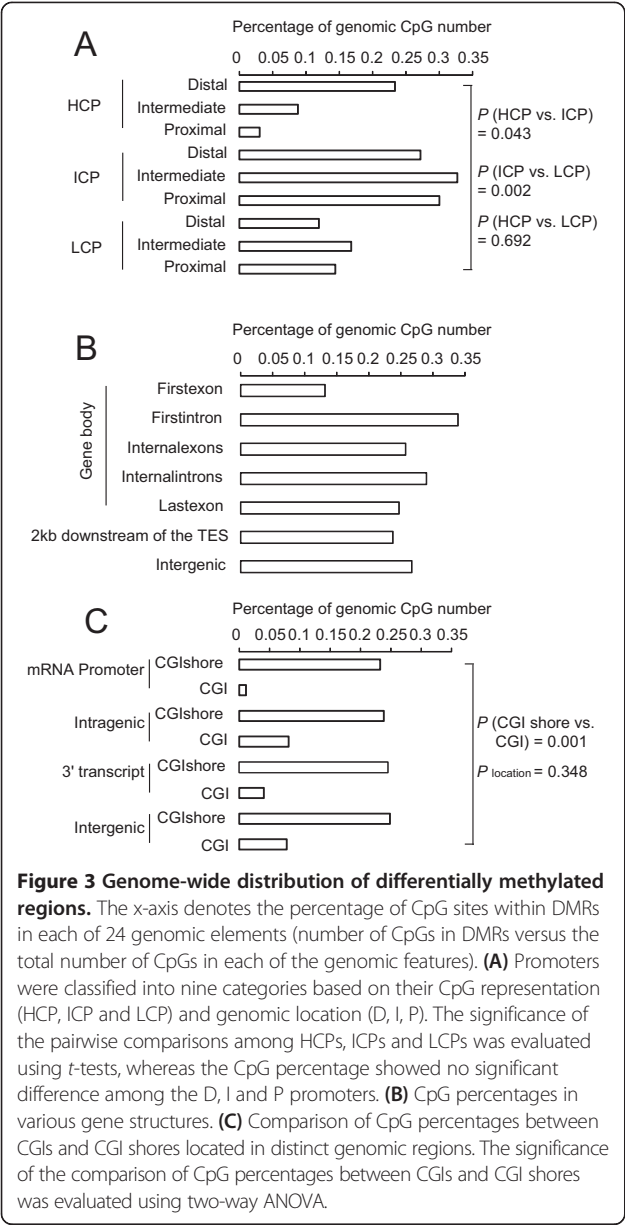 A
Percentage of genomic CpG number
0 0.05 0.1 0.15 0.2 0.25 0.3 0.35
HCP
Distal
Intermediate
Proximal
ICP
Distal
Intermediate
Proximal
LCP
Distal
Intermediate
Proximal
P (HCP vs. ICP)
= 0.043
P (ICP vs. LCP)
= 0.002
P (HCP vs. LCP)
= 0.692
B
Percentage of genomic CpG number
0 0.05 0.1 0.15 0.2 0.25 0.3 0.35
Gene body
Firstexon
Firstintron
Internalexons
Internalintrons
Lastexon
2kb downstream of the TES
Intergenic
C
Percentage of genomic CpG number
0 0.05 0.1 0.15 0.2 0.25 0.3 0.35
mRNA Promoter
CGIshore
CGI
Intragenic
CGIshore
CGI
3' transcript
CGIshore
CGI
Intergenic
CGIshore
CGI
P (CGI shore vs.
CGI) = 0.001
P location = 0.348
Figure 3 Genome-wide distribution of differentially methylated
regions. The x-axis denotes the percentage of CpG sites within DMRs
in each of 24 genomic elements (number of CpGs in DMRs versus the
total number of CpGs in each of the genomic features). (A) Promoters
were classified into nine categories based on their CpG representation
(HCP, ICP and LCP) and genomic location (D, I, P). The significance of
the pairwise comparisons among HCPs, ICPs and LCPs was evaluated
using t-tests, whereas the CpG percentage showed no significant
difference among the D, I and P promoters. (B) CpG percentages in
various gene structures. (C) Comparison of CpG percentages between
CGIs and CGI shores located in distinct genomic regions. The significance
of the comparison of CpG percentages between CGIs and CGI shores
was evaluated using two-way ANOVA.